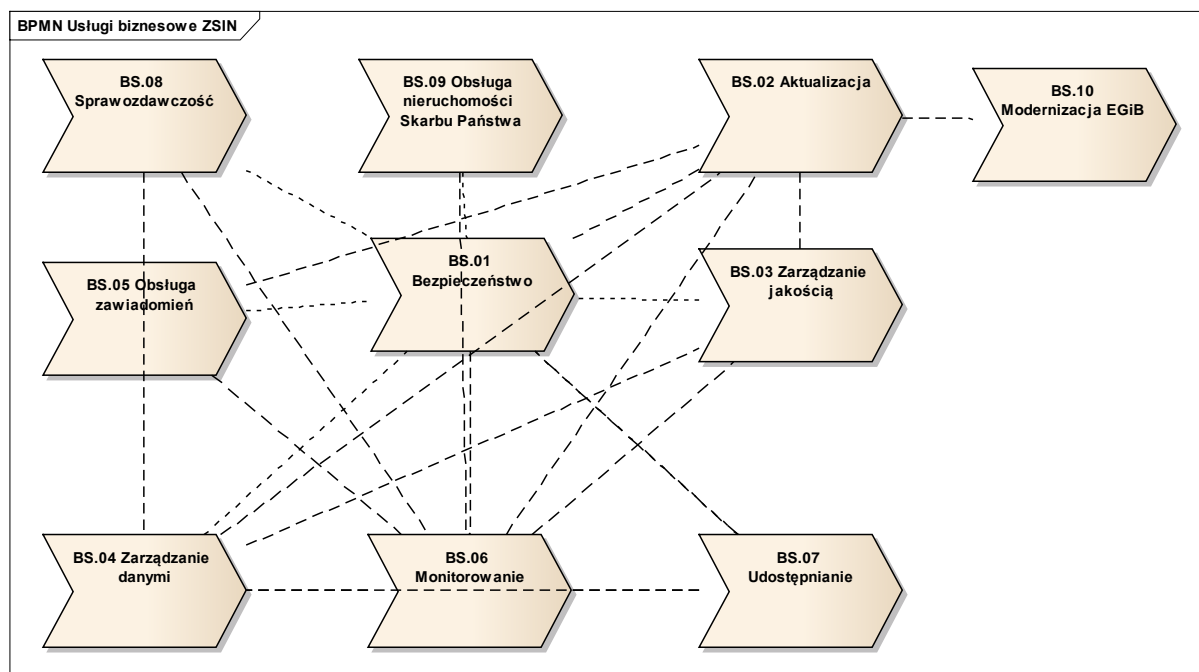 BPMN Usługi biznesowe ZSIN
BS.08
Sprawozdawczość
BS.09 Obsługa
nieruchomości
Skarbu Państwa
BS.02 Aktualizacja
BS.10
Modernizacja EGiB
BS.05 Obsługa
zawiadomień
BS.01
Bezpieczeństwo
BS.03 Zarządzanie
jakością
BS.04 Zarządzanie
danymi
BS.06
Monitorowanie
BS.07
Udostępnianie